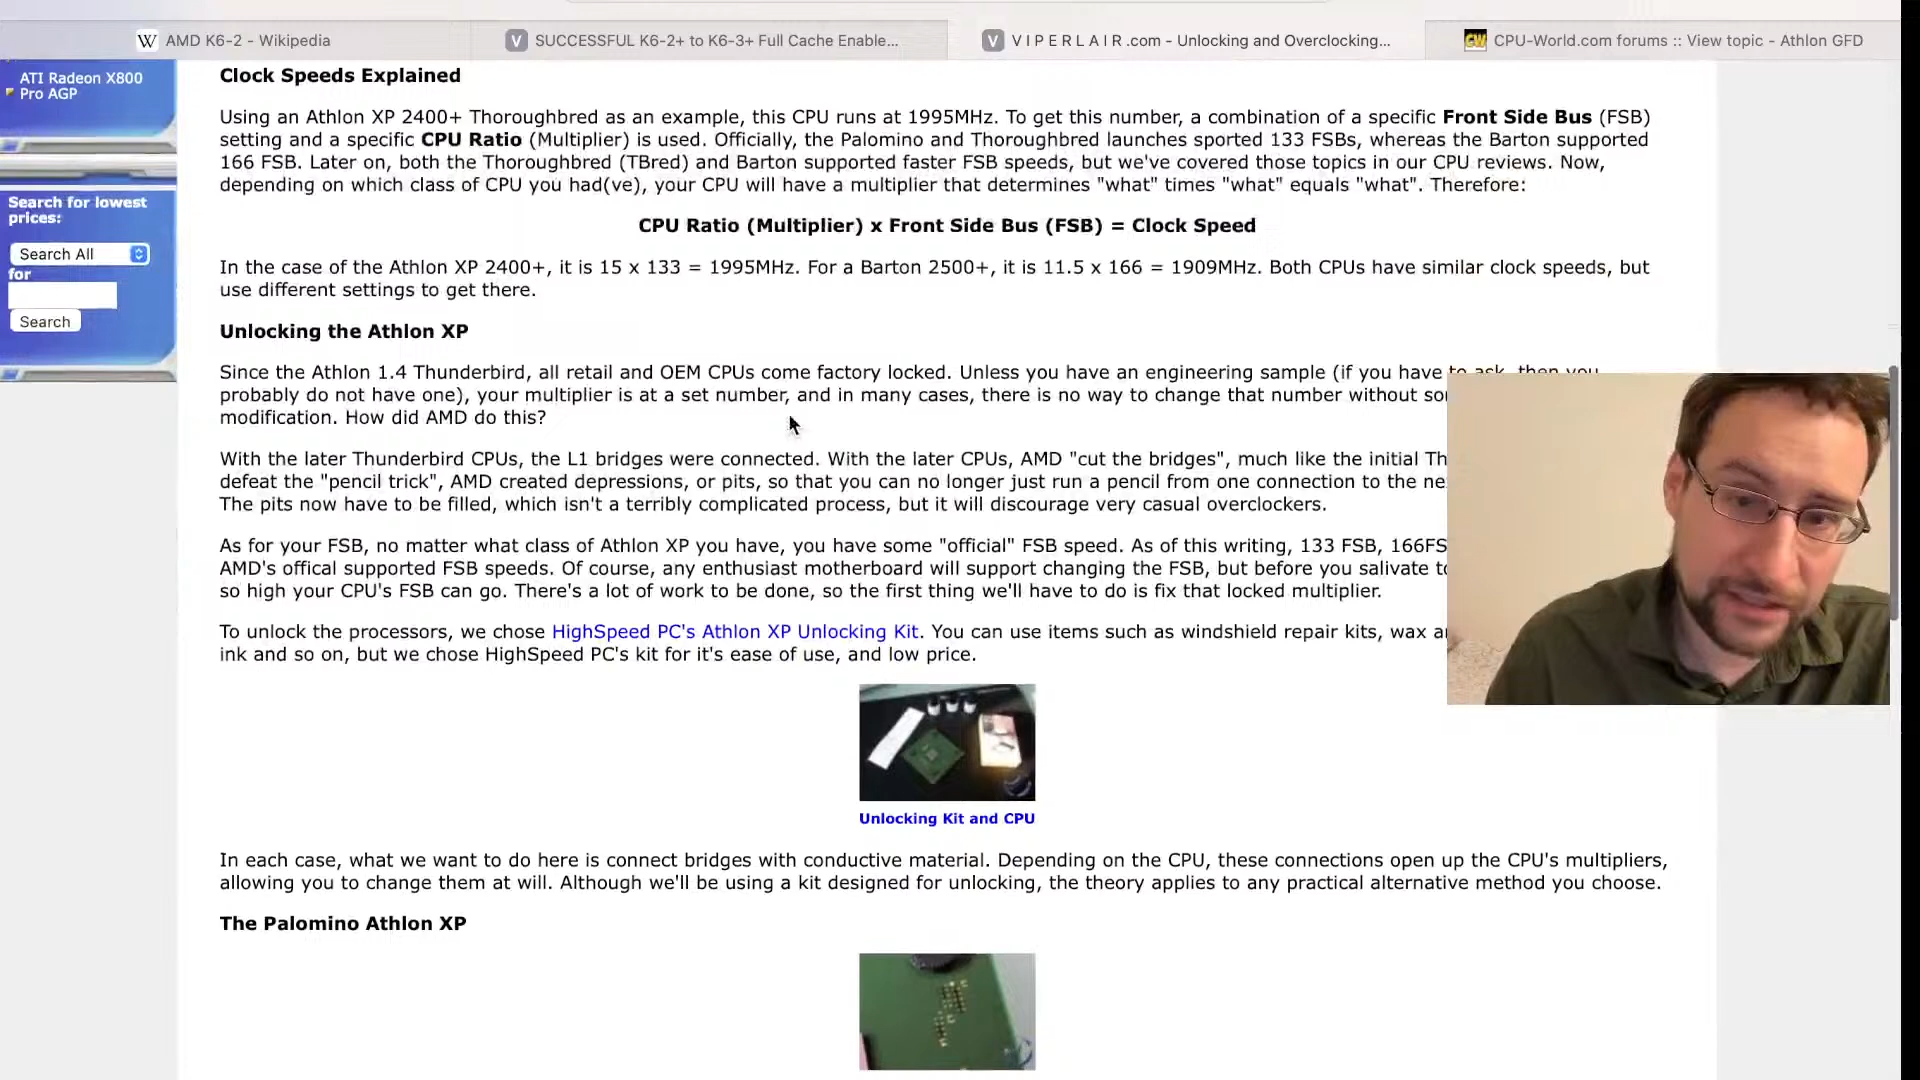 AMD K6-2 - Wikipedia
SUCCESSFUL K6-2+ to K6-3+ Full Cache Enable...
V I P E R L A I R .com - Unlocking and Overclocking...
CPU-World.com forums :: View topic - Athlon GFD
ATI Radeon X800
Pro AGP
Search for lowest
prices:
Search All
for
Search
Clock Speeds Explained
Using an Athlon XP 2400+ Thoroughbred as an example, this CPU runs at 1995MHz. To get this number, a combination of a specific Front Side Bus (FSB)
setting and a specific CPU Ratio (Multiplier) is used. Officially, the Palomino and Thoroughbred launches sported 133 FSBs, whereas the Barton supported
166 FSB. Later on, both the Thoroughbred (TBred) and Barton supported faster FSB speeds, but we've covered those topics in our CPU reviews. Now,
depending on which class of CPU you had(ve), your CPU will have a multiplier that determines "what" times "what" equals "what". Therefore:
CPU Ratio (Multiplier) x Front Side Bus (FSB) = Clock Speed
In the case of the Athlon XP 2400+, it is 15 x 133 = 1995MHz. For a Barton 2500+, it is 11.5 x 166 = 1909MHz. Both CPUs have similar clock speeds, but
use different settings to get there.
Unlocking the Athlon XP
Since the Athlon 1.4 Thunderbird, all retail and OEM CPUs come factory locked. Unless you have an engineering sample (if you have to ask, then you
probably do not have one), your multiplier is at a set number, and in many cases, there is no way to change that number without
modification. How did AMD do this?
With the later Thunderbird CPUs, the L1 bridges were connected. With the later CPUs, AMD "cut the bridges", much like the initial
defeat the "pencil trick", AMD created depressions, or pits, so that you can no longer just run a pencil from one connection to the
The pits now have to be filled, which isn't a terribly complicated process, but it will discourage very casual overclockers.
As for your FSB, no matter what class of Athlon XP you have, you have some "official" FSB speed. As of this writing, 133 FSB, 166FS
AMD's offical supported FSB speeds. Of course, any enthusiast motherboard will support changing the FSB, but before you salivate
so high your CPU's FSB can go. There's a lot of work to be done, so the first thing we'll have to do is fix that locked multiplier.
To unlock the processors, we chose HighSpeed PC's Athlon XP Unlocking Kit. You can use items such as windshield repair kits, wax
ink and so on, but we chose HighSpeed PC's kit for it's ease of use, and low price.
Unlocking Kit and CPU
In each case, what we want to do here is connect bridges with conductive material. Depending on the CPU, these connections open up the CPU's multipliers,
allowing you to change them at will. Although we'll be using a kit designed for unlocking, the theory applies to any practical alternative method you choose.
The Palomino Athlon XP